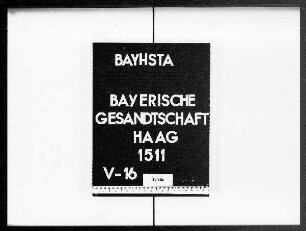 BAYHSTA
BAYERISCHE
GESANDTSCHAFT
HAAG
1511
V-16